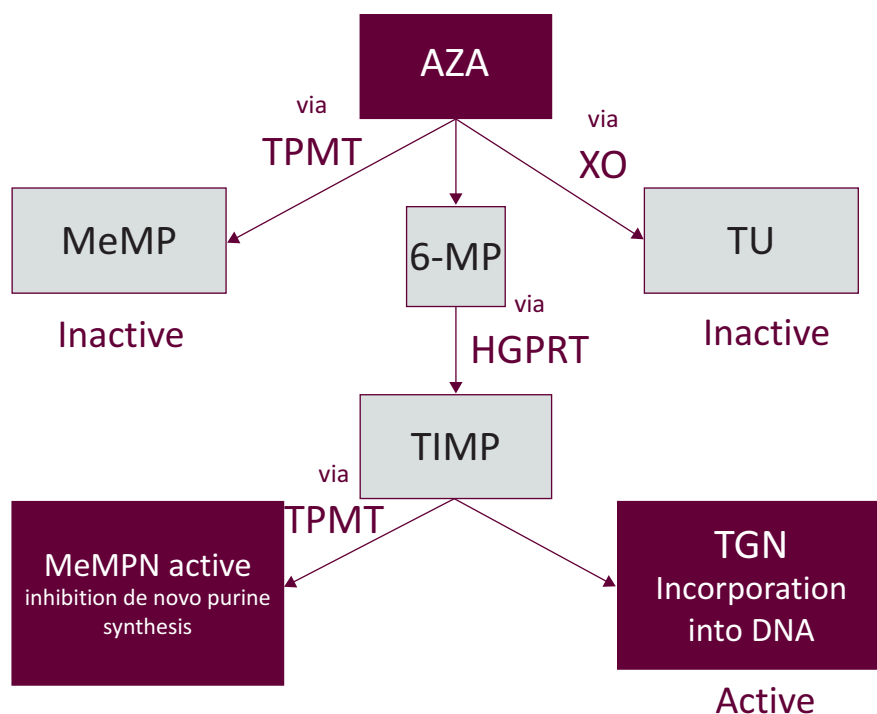 AZA
via
TPMT
via
XO
MeMP
6-MP
TU
Inactive
via
HGPRT
Inactive
TIMP
via
TPMT
MeMPN active
inhibition de novo purine
synthesis
TGN
Incorporation
into DNA
Active